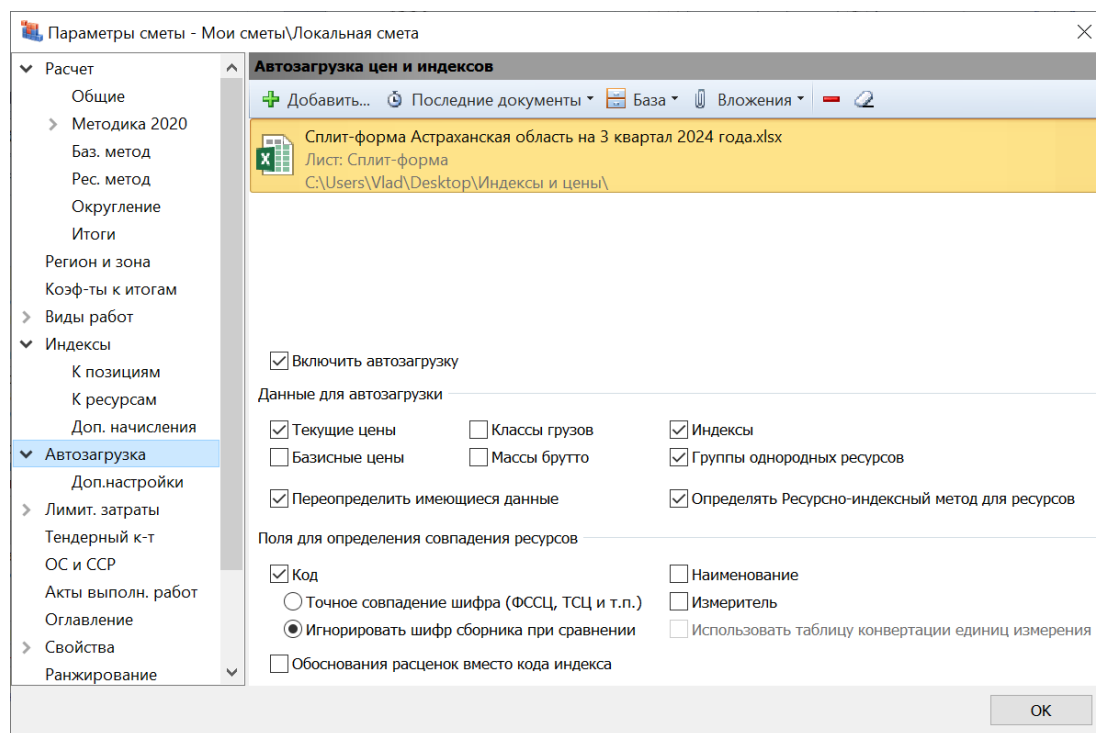 Параметры сметы - Мои сметы\Локальная смета
Расчет
Общие
Методика 2020
Баз. метод
Рес. метод
Округление
Итоги
Регион и зона
Коэф-ты к итогам
Виды работ
Индексы
К позициям
К ресурсам
Доп. начисления
Автозагрузка
Доп.настройки
Лимит. затраты
Тендерный к-т
ОС и ССР
Акты выполн. работ
Оглавление
Свойства
Ранжирование
Автозагрузка цен и индексов
Добавить... Последние документы База Вложения
Сплит-форма Астраханская область на 3 квартал 2024 года.xlsx
Лист: Сплит-форма
C:\Users\Vlad\Desktop\Индексы и цены\
Включить автозагрузку
Данные для автозагрузки
Текущие цены Классы грузов Индексы
Базисные цены Массы брутто Группы однородных ресурсов
Переопределить имеющиеся данные Определять Ресурсно-индексный метод для ресурсов
Поля для определения совпадения ресурсов
Код Наименование
Точное совпадение шифра (ФССЦ, ТСЦ и т.п.) Измеритель
Игнорировать шифр сборника при сравнении Использовать таблицу конвертации единиц измерения
Обоснования расценок вместо кода индекса
OK